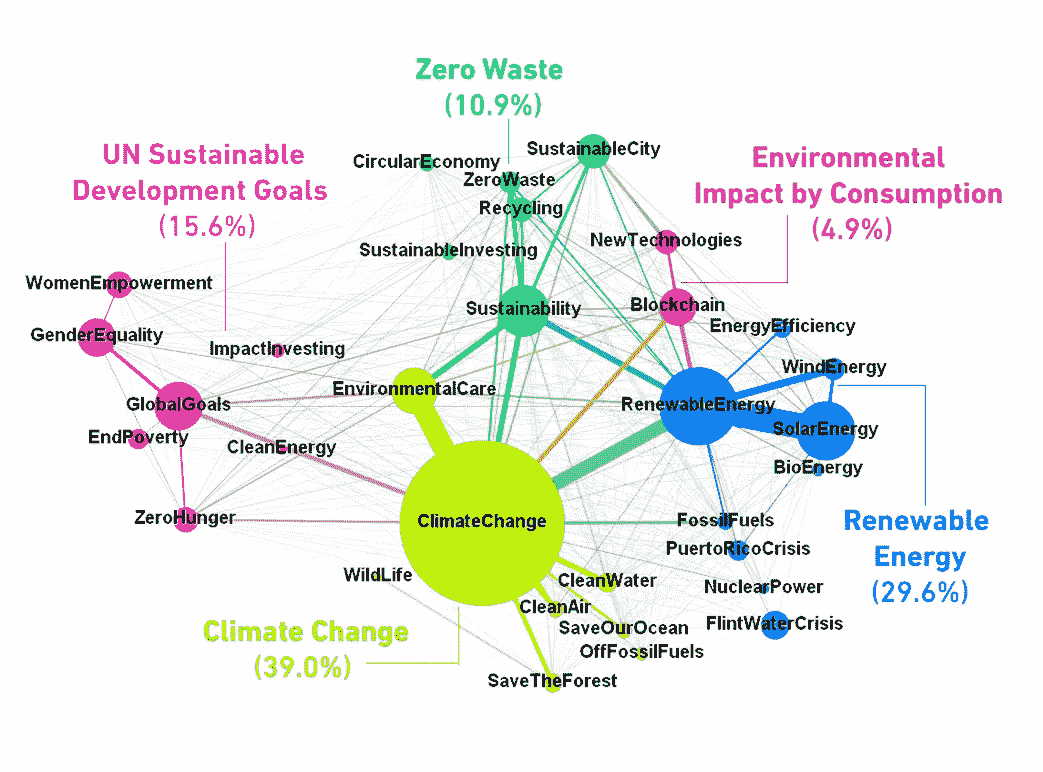 Zero Waste
(10.9%)
UN Sustainable
Development Goals
(15.6%)
Environmental
Impact by Consumption
(4.9%)
CircularEconomy
SustainableCity
ZeroWaste
Recycling
SustainableInvesting
NewTechnologies
WomenEmpowerment
Sustainability
Blockchain
EnergyEfficiency
GenderEquality
ImpactInvesting
WindEnergy
EnvironmentalCare
GlobalGoals
RenewableEnergy
SolarEnergy
EndPoverty
CleanEnergy
BioEnergy
ZeroHunger
ClimateChange
FossilFuels
PuertoRicoCrisis
Renewable
Energy
(29.6%)
WildLife
CleanWater
NuclearPower
CleanAir
SaveOurOcean
FlintWaterCrisis
OffFossilFuels
Climate Change
(39.0%)
SaveTheForest